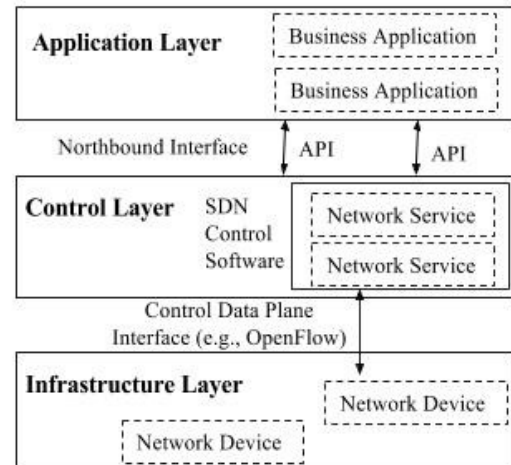 Application Layer
Business Application
Business Application
Northbound Interface
API
API
Control Layer
SDN
Control
Software
Network Service
Network Service
Control Data Plane
Interface (e.g., OpenFlow)
Infrastructure Layer
Network Device
Network Device